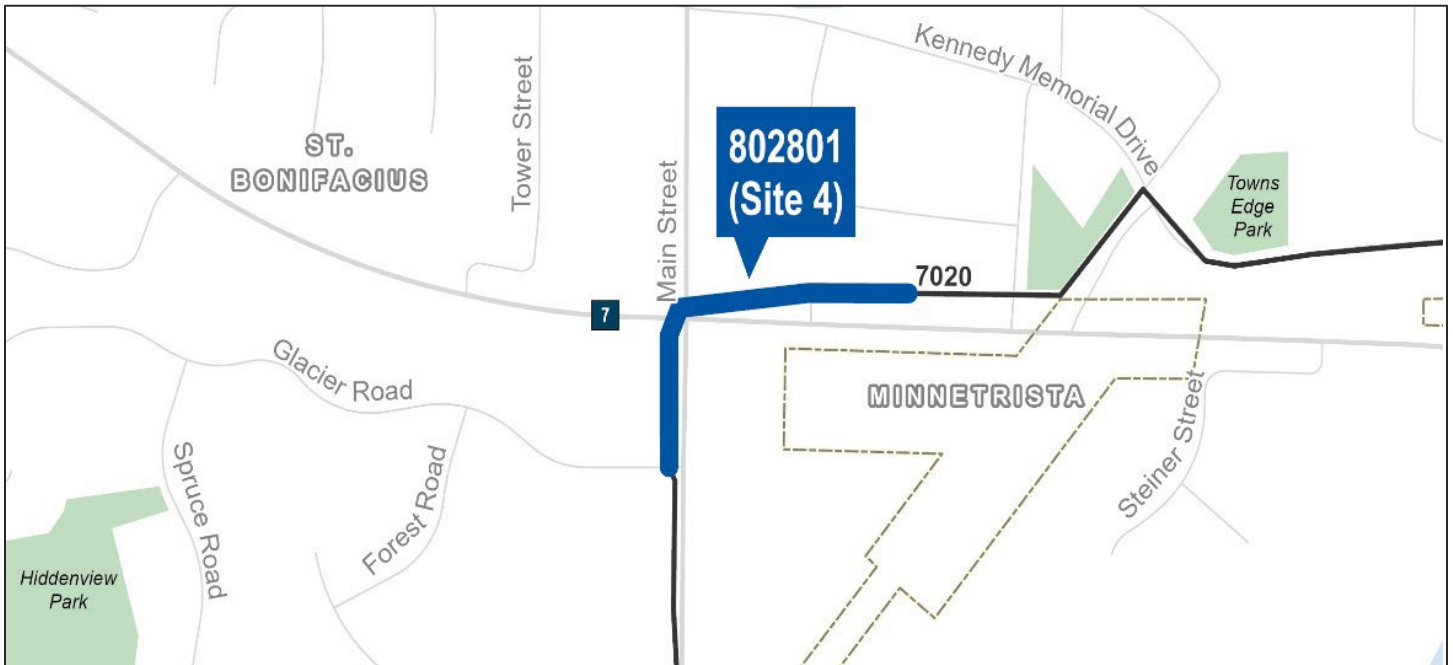 Kennedy Memorial Drive
Tower Street
802801
(Site 4)
ST.
BONIFACIUS
Main Street
Towns
Edge
Park
7020
7
Glacier Road
MINNETRISTA
Steiner Street
Spruce Road
Forest Road
Hiddenview
Park